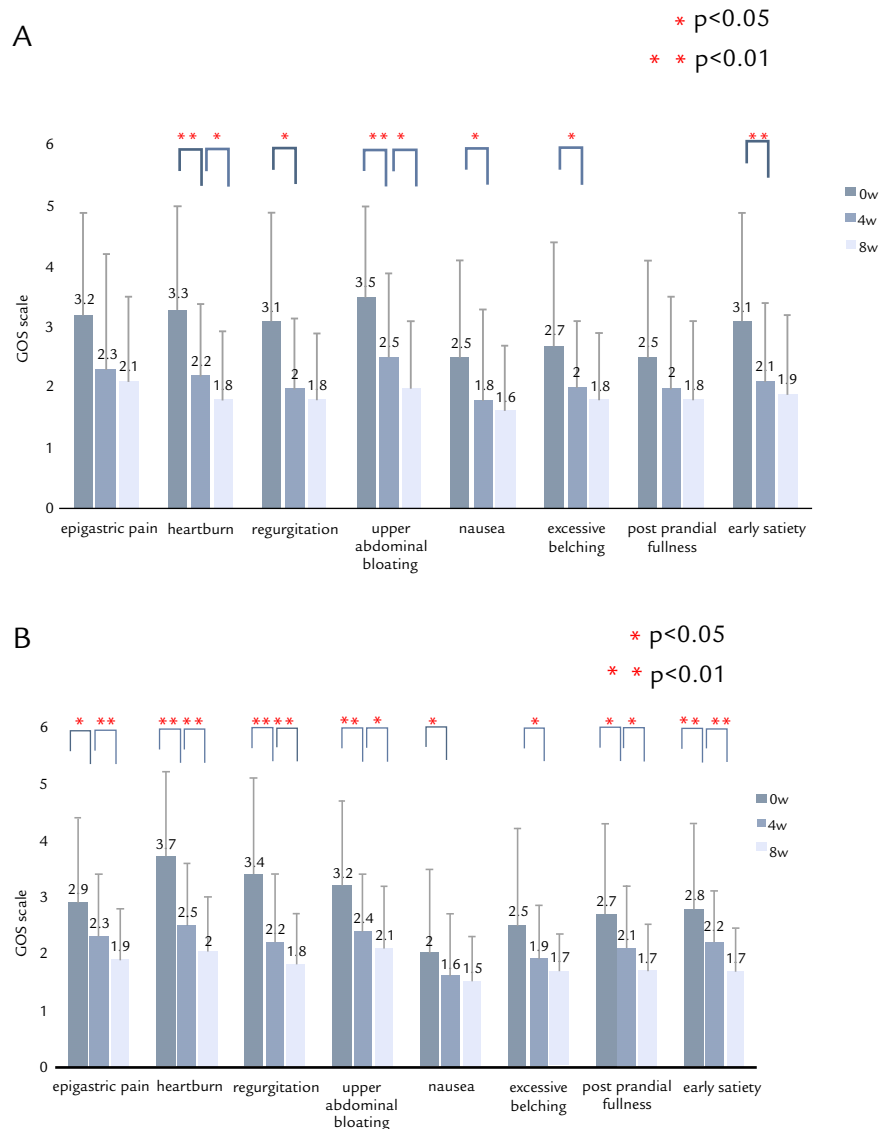 A
* p<0.05
* * p<0.01
6
** * * ** * * * **
5
4
3
2
1
0
GOS scale
3.2 2.3 2.1
3.3 2.2 1.8
3.1 2 1.8
3.5 2.5
2.5 1.8 1.6
2.7 2 1.8
2.5 2 1.8
3.1 2.1 1.9
epigastric pain
heartburn
regurgitation
upper
abdominal
bloating
nausea
excessive
belching
post prandial
fullness
early satiety
0w
4w
8w
B
* p<0.05
* * p<0.01
* ** ** ** ** ** ** * * * * * ** **
6
5
4
3
2
1
0
GOS scale
2.9 2.3 1.9
3.7 2.5 2
3.4 2.2 1.8
3.2 2.4 2.1
2 1.6 1.5
2.5 1.9 1.7
2.7 2.1 1.7
2.8 2.2 1.7
epigastric pain
heartburn
regurgitation
upper
abdominal
bloating
nausea
excessive
belching
post prandial
fullness
early satiety
0w
4w
8w